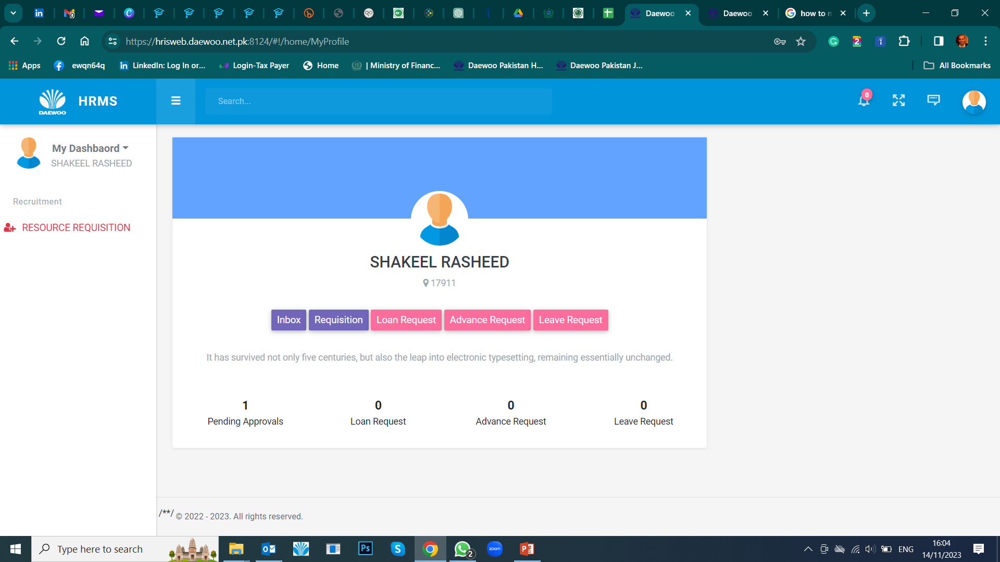 Daewoo
Daewoo
how to r
https://hrisweb.daewoo.net.pk:8124/#!/home/MyProfile
Apps
ewqn64q
LinkedIn: Log In or...
Login-Tax Payer
Home
| Ministry of Financ...
Daewoo Pakistan H...
Daewoo Pakistan J...
All Bookmarks
DAEWOO
HRMS
Search...
0
My Dashbaord
SHAKEEL RASHEED
Recruitment
RESOURCE REQUISITION
SHAKEEL RASHEED
17911
Inbox
Requisition
Loan Request
Advance Request
Leave Request
It has survived not only five centuries, but also the leap into electronic typesetting, remaining essentially unchanged.
1
Pending Approvals
0
Loan Request
0
Advance Request
0
Leave Request
/**/ © 2022 - 2023. All rights reserved.
Type here to search
Ps
2
zoom
ENG
16:04
14/11/2023